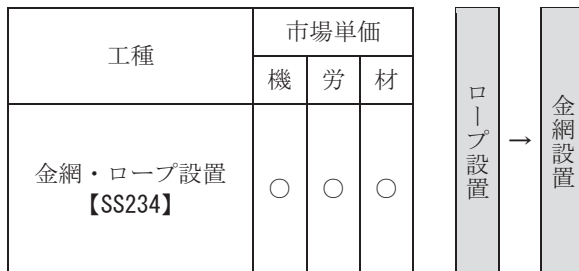 工種
市場単価
機 労 材
金網・ロープ設置
【SS234】
○ ○ ○
ロープ設置
→
金網設置